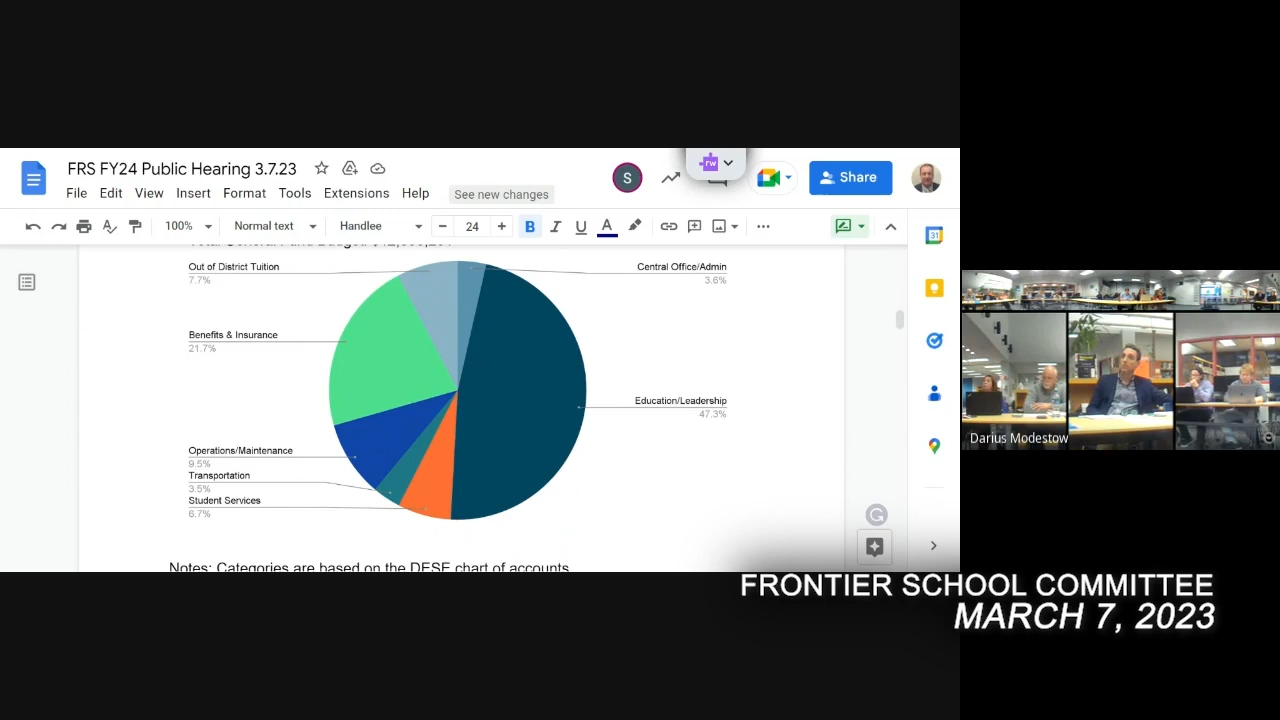 FRS FY24 Public Hearing 3.7.23
File Edit View Insert Format Tools Extensions Help
See new changes
S
rw
Share
100%
Normal text
Handlee
24
B I U A
31
Out of District Tuition
7.7%
Central Office/Admin
3.6%
Benefits & Insurance
21.7%
Education/Leadership
47.3%
Operations/Maintenance
9.5%
Transportation
3.5%
Student Services
6.7%
Notes: Categories are based on the DESE chart of accounts
Darius Modestow
FRONTIER SCHOOL COMMITTEE
MARCH 7, 2023